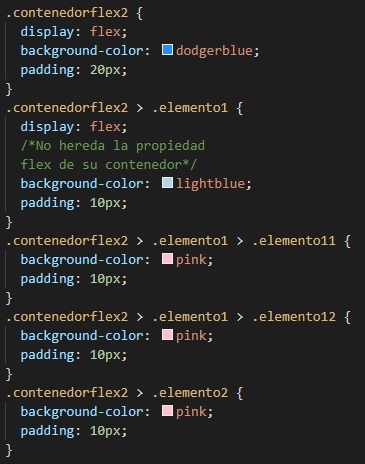 .contenedorflex2 {
display: flex;
background-color: dodgerblue;
padding: 20px;
}
.contenedorflex2 > .elemento1 {
display: flex;
/*No hereda la propiedad
flex de su contenedor*/
background-color: lightblue;
padding: 10px;
}
.contenedorflex2 > .elemento1 > .elemento11 {
background-color: pink;
padding: 10px;
}
.contenedorflex2 > .elemento1 > .elemento12 {
background-color: pink;
padding: 10px;
}
.contenedorflex2 > .elemento2 {
background-color: pink;
padding: 10px;
}